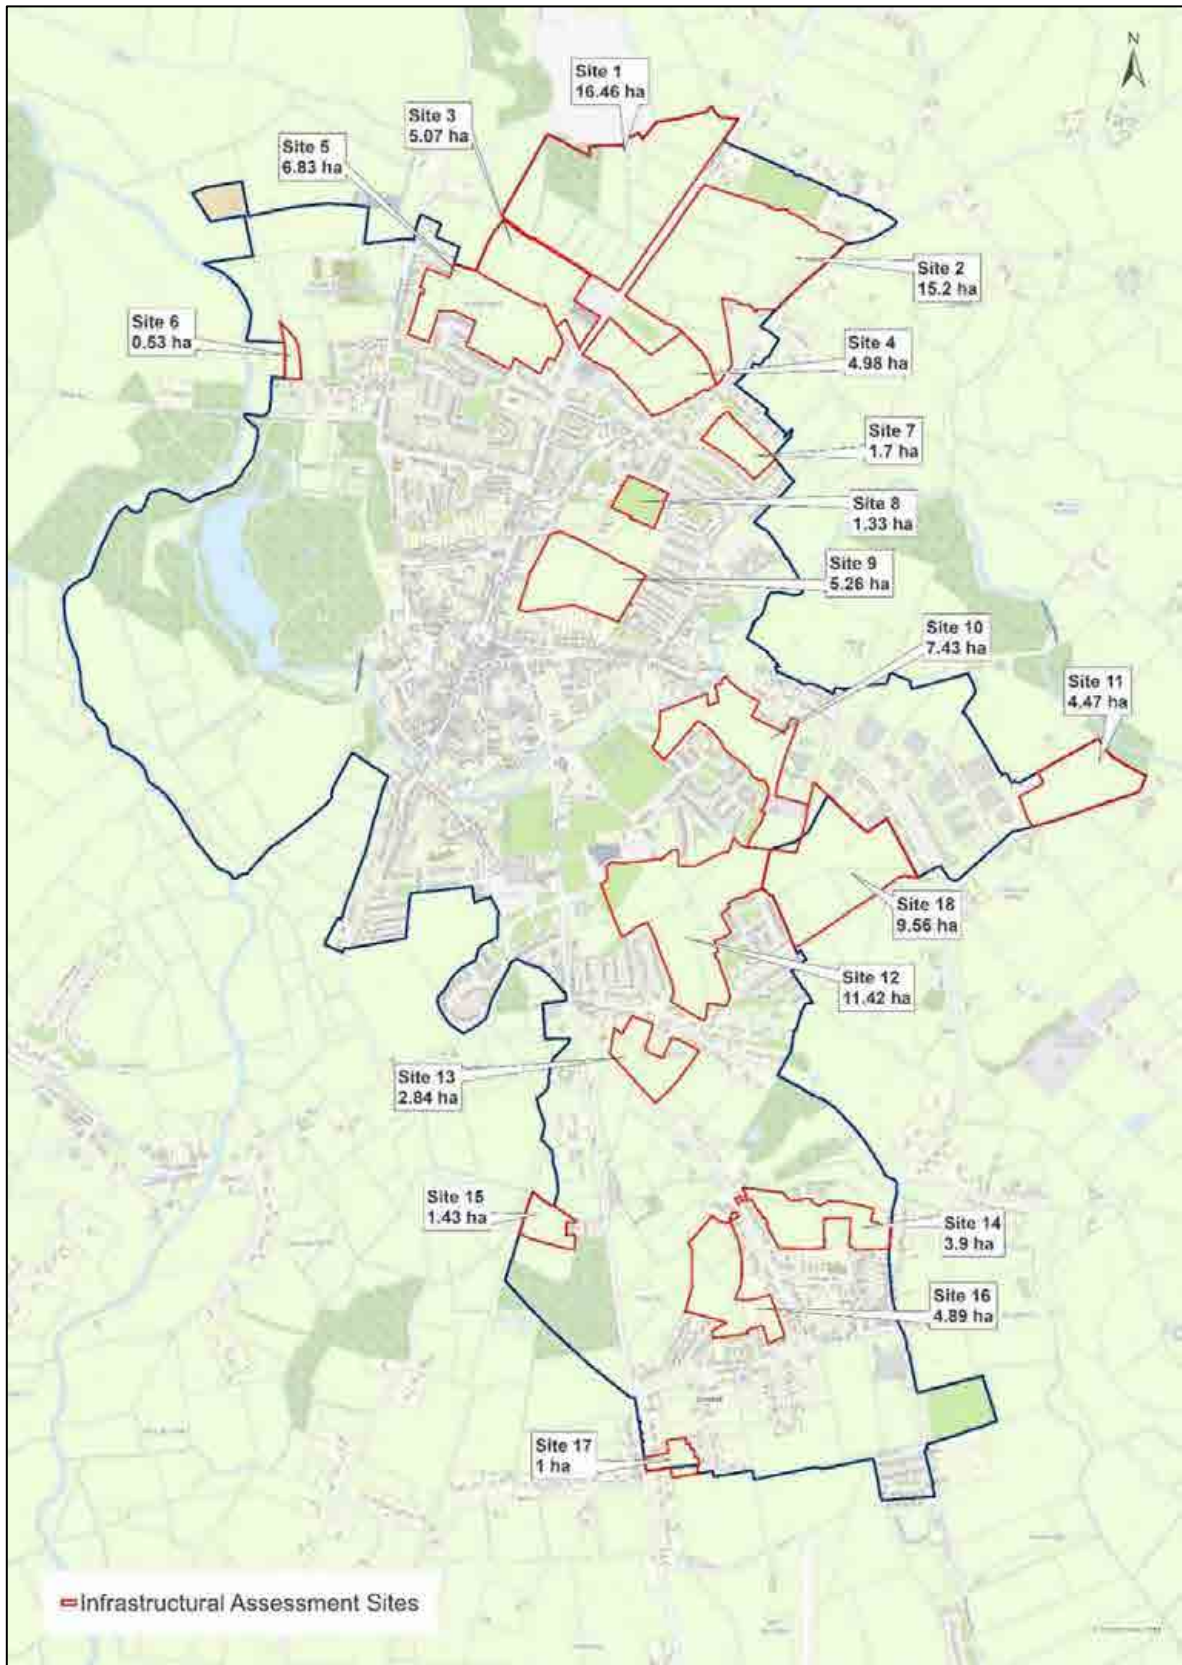 N
Site 1
16.46 ha
Site 3
5.07 ha
Site 5
6.83 ha
Site 2
15.2 ha
Site 6
0.53 ha
Site 4
4.98 ha
Site 7
1.7 ha
Site 8
1.33 ha
Site 9
5.26 ha
Site 10
7.43 ha
Site 11
4.47 ha
Site 18
9.56 ha
Site 12
11.42 ha
Site 13
2.84 ha
Site 15
1.43 ha
Site 14
3.9 ha
Site 16
4.89 ha
Site 17
1 ha
Infrastructural Assessment Sites